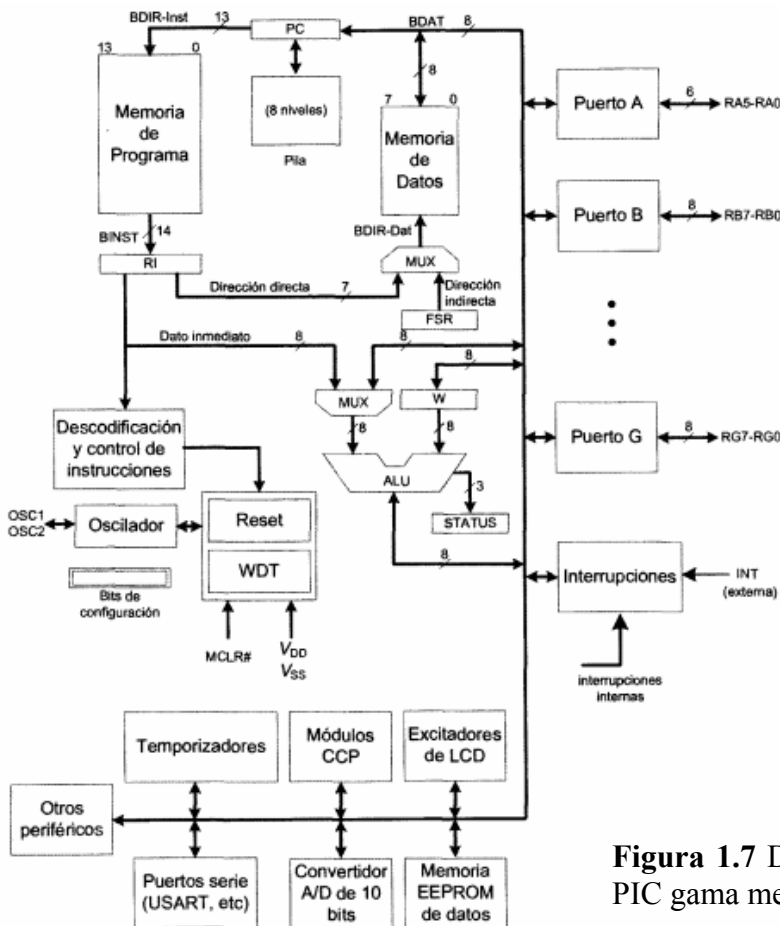 BDIR-Inst
13
PC
BDAT
8
13
0
Memoria
de
Programa
(8 niveles)
Pila
8
7
0
Memoria
de
Datos
Puerto A
6
RA5-RA0
Puerto B
8
RB7-RB0
BINST
14
RI
BDIR-Dat
MUX
Dirección directa
7
Dirección
indirecta
FSR
Dato inmediato
8
8
8
MUX
W
8
8
Puerto G
8
RG7-RG0
Descodificación
y control de
instrucciones
ALU
3
STATUS
OSC1
OSC2
Oscilador
Reset
WDT
8
Interrupciones
INT
(externa)
Bits de
configuración
MCLR#
VDD
VSS
interrupciones
internas
Temporizadores
Módulos
CCP
Excitadores
de LCD
Otros
periféricos
Puertos serie
(USART, etc)
Convertidor
A/D de 10
bits
Memoria
EEPROM
de datos
Figura 1.7 D
PIC gama me